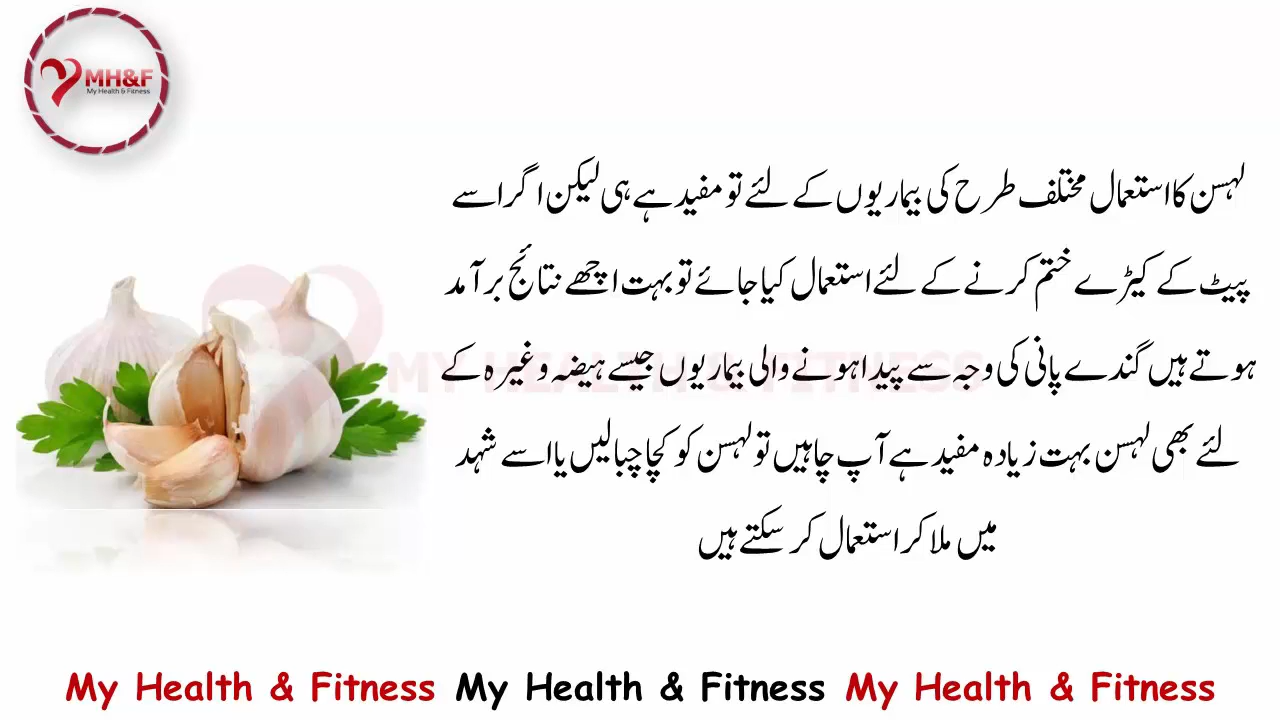 MH&F
My Health & Fitness
لہسن کا استعمال مختلف طرح کی بیماریوں کے لئے تو مفید ہے ہی لیکن اگر اسے
پیٹ کے کیڑے ختم کرنے کے لئے استعمال کیا جائے تو بہت اچھے نتائج برآمد
ہوتے ہیں گندے پانی کی وجہ سے پیدا ہونے والی بیماریوں جیسے ہیضہ وغیرہ کے
لئے بھی لہسن بہت زیادہ مفید ہے آپ چاہیں تو لہسن کو کچا چبالیں یا اسے شہد
میں ملا کر استعمال کر سکتے ہیں
MY HEALTH & FITNESS
My Health & Fitness My Health & Fitness My Health & Fitness